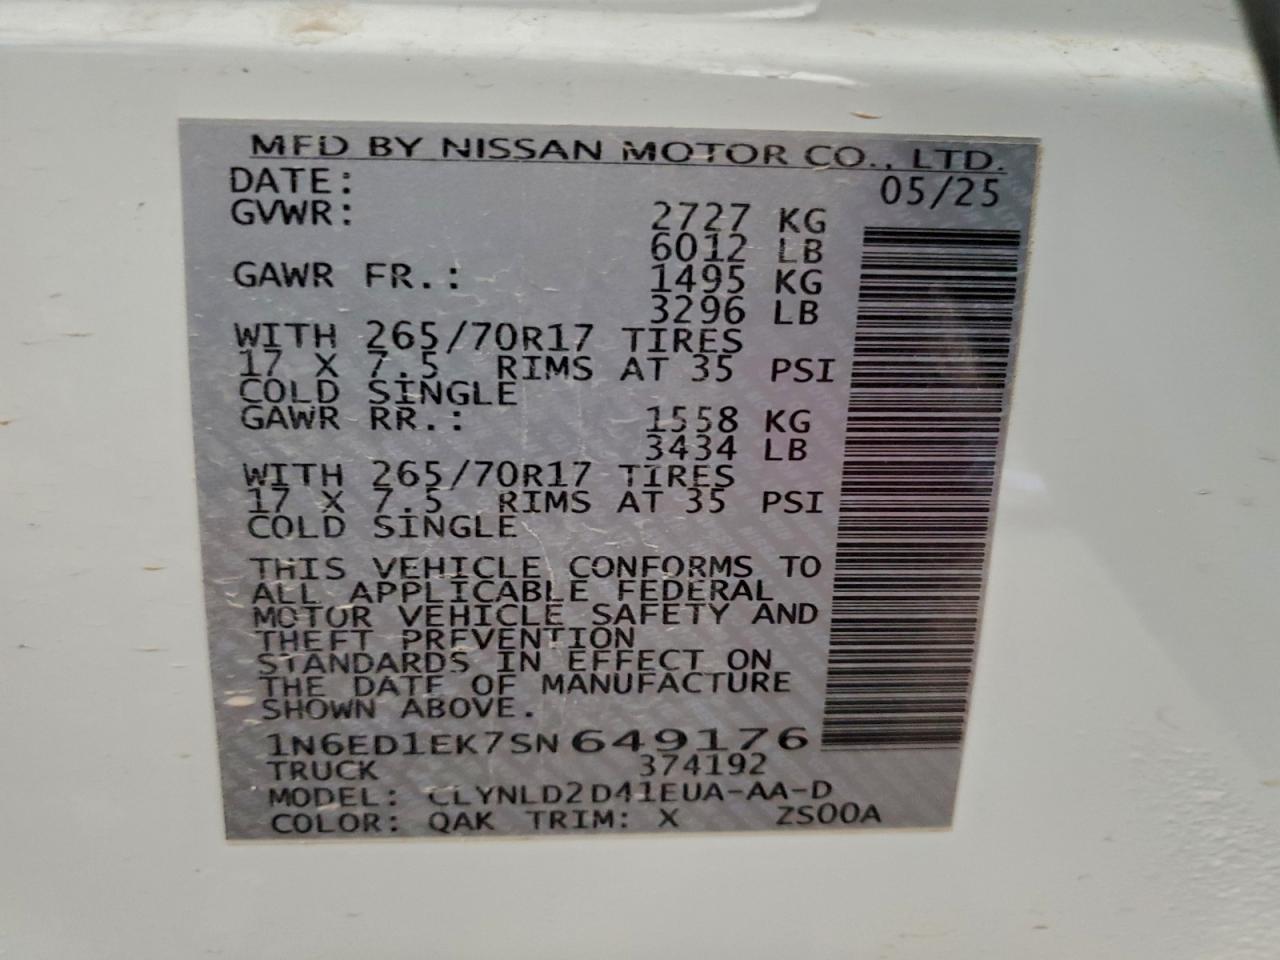 MFD BY NISSAN MOTOR CO., LTD.
DATE: 05/25
GVWR: 2727 KG
6012 LB
GAWR FR.: 1495 KG
3296 LB
WITH 265/70R17 TIRES
17 X 7.5 RIMS AT 35 PSI
COLD SINGLE
GAWR RR.: 1558 KG
3434 LB
WITH 265/70R17 TIRES
17 X 7.5 RIMS AT 35 PSI
COLD SINGLE
THIS VEHICLE CONFORMS TO
ALL APPLICABLE FEDERAL
MOTOR VEHICLE SAFETY AND
THEFT PREVENTION
STANDARDS IN EFFECT ON
THE DATE OF MANUFACTURE
SHOWN ABOVE.
1N6ED1EK7SN649176
TRUCK 374192
MODEL: CLYNLD2D41EUA-AA-D
COLOR: QAK TRIM: X ZS00A